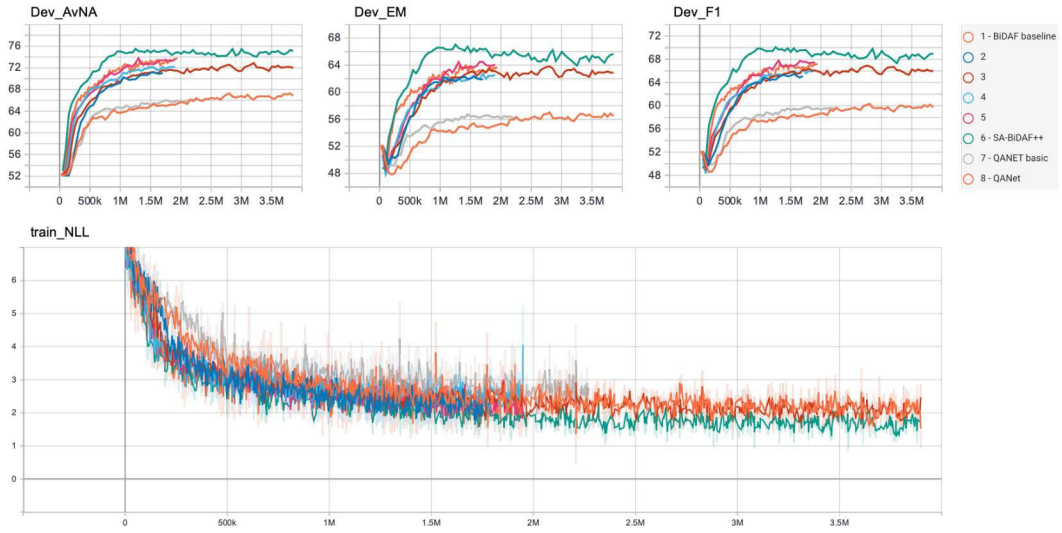 Dev_AvNA
76
72
68
64
60
56
52
0 500k 1M 1.5M 2M 2.5M 3M 3.5M
Dev_EM
68
64
60
56
52
48
0 500k 1M 1.5M 2M 2.5M 3M 3.5M
Dev_F1
72
68
64
60
56
52
48
0 500k 1M 1.5M 2M 2.5M 3M 3.5M
1 - BiDAF baseline
2
3
4
5
6 - SA-BiDAF++
7 - QANET basic
8 - QANet
train_NLL
6
5
4
3
2
1
0
0 500k 1M 1.5M 2M 2.5M 3M 3.5M